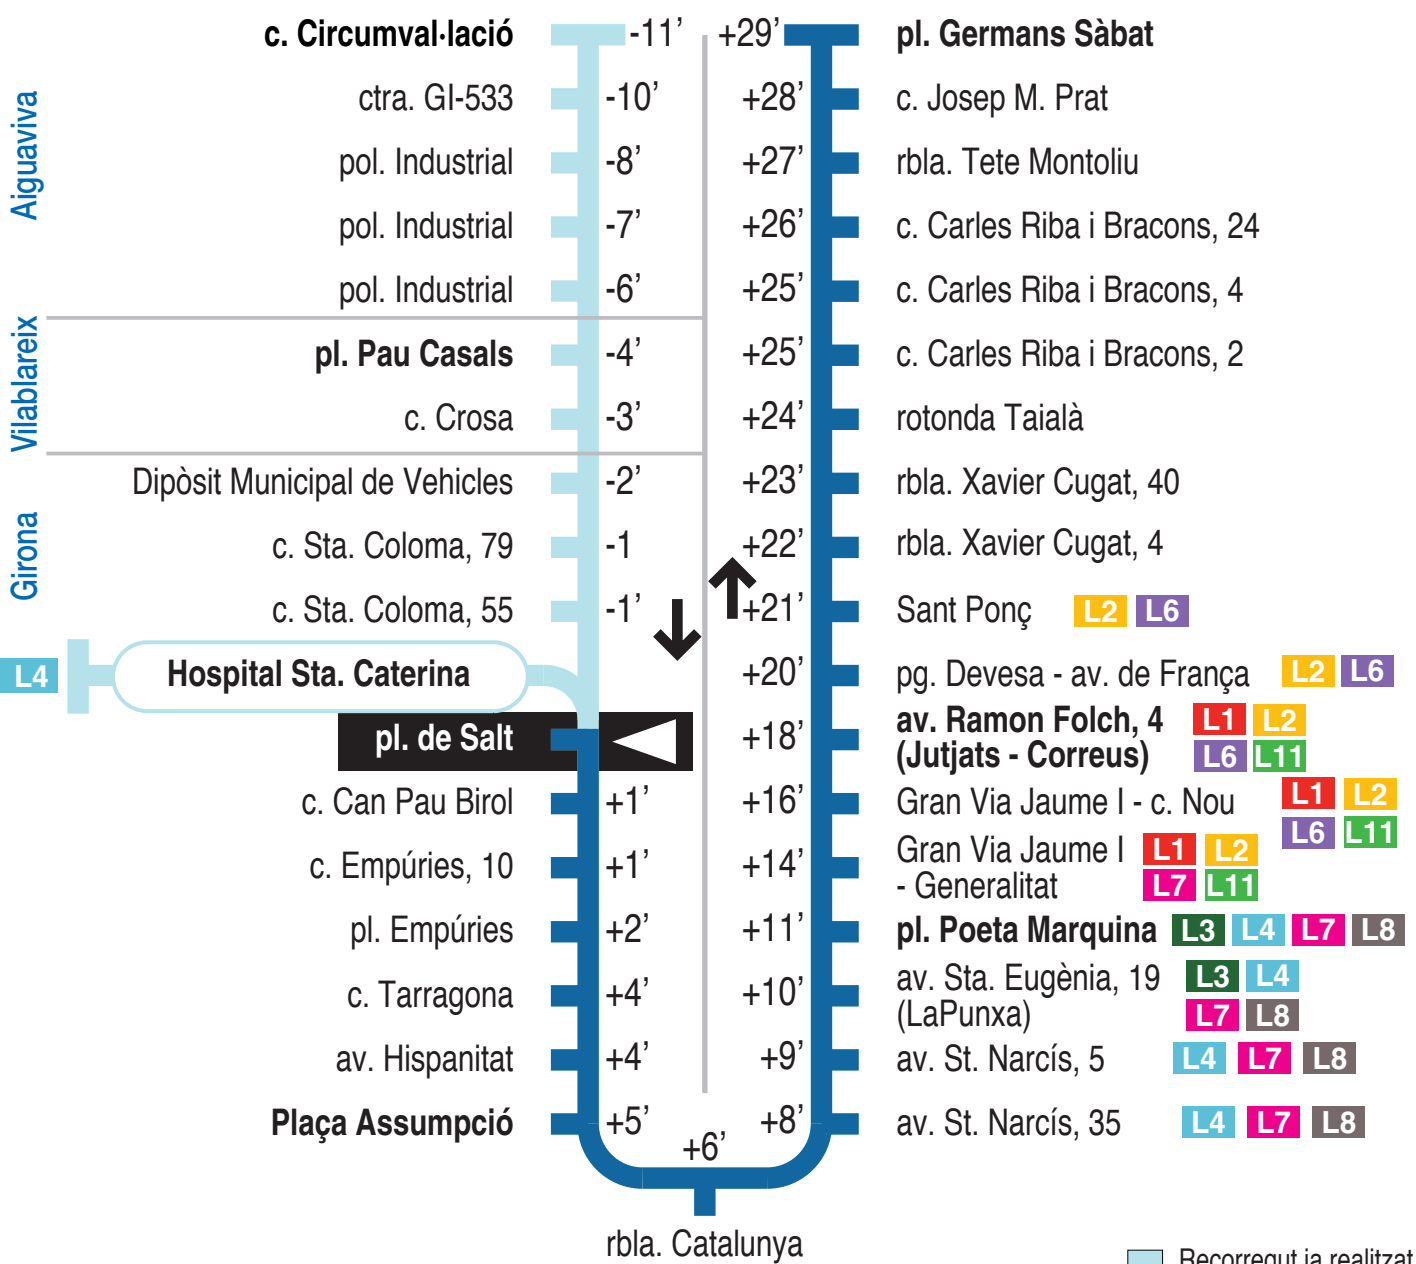 c. Circumval·lació -11’
ctra. GI-533 -10’
pol. Industrial -8’
pol. Industrial -7’
pol. Industrial -6’
pl. Pau Casals -4’
c. Crosa -3’
Dipòsit Municipal de Vehicles -2’
c. Sta. Coloma, 79 -1
c. Sta. Coloma, 55 -1’
Aiguaviva
Vilablareix
Girona
L4 Hospital Sta. Caterina
pl. de Salt
c. Can Pau Birol +1’
c. Empúries, 10 +1’
pl. Empúries +2’
c. Tarragona +4’
av. Hispanitat +4’
Plaça Assumpció +5’
+6’
rbla. Catalunya
+29’ pl. Germans Sàbat
+28’ c. Josep M. Prat
+27’ rbla. Tete Montoliu
+26’ c. Carles Riba i Bracons, 24
+25’ c. Carles Riba i Bracons, 4
+25’ c. Carles Riba i Bracons, 2
+24’ rotonda Taialà
+23’ rbla. Xavier Cugat, 40
+22’ rbla. Xavier Cugat, 4
+21’ Sant Ponç L2 L6
+20’ pg. Devesa - av. de França L2 L6
+18’ av. Ramon Folch, 4 L1 L2
(Jutjats - Correus) L6 L11
+16’ Gran Via Jaume I - c. Nou L1 L2
L6 L11
+14’ Gran Via Jaume I L1 L2
- Generalitat L7 L11
+11’ pl. Poeta Marquina L3 L4 L7 L8
+10’ av. Sta. Eugènia, 19 L3 L4
(LaPunxa) L7 L8
+9’ av. St. Narcís, 5 L4 L7 L8
+8’ av. St. Narcís, 35 L4 L7 L8
Recorregut ja realitzat